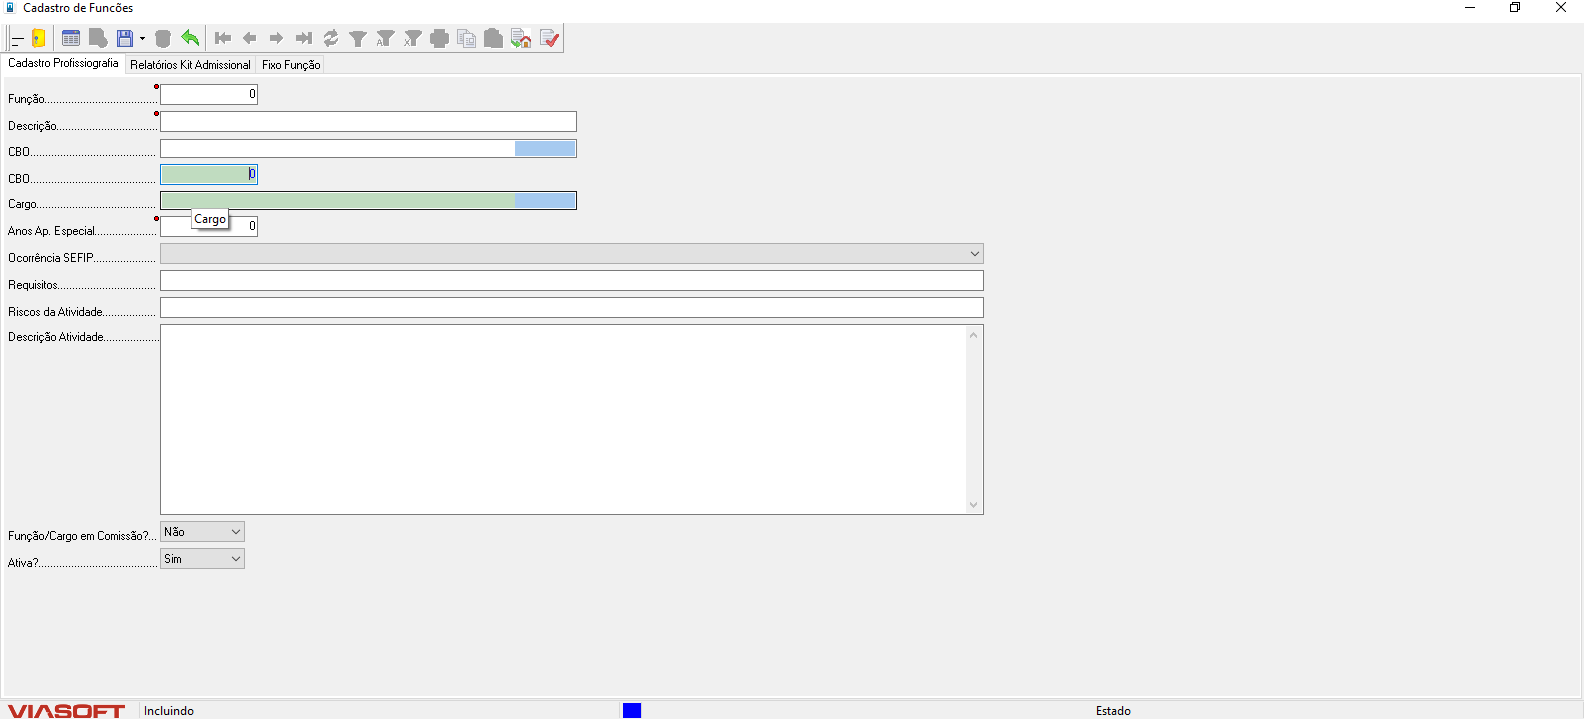 Cadastro de Funções
Cadastro Profissiografia
Relatórios Kit Admissional
Fixo Função
Função
0
Descrição
CBO
CBO
0
Cargo
Cargo
Anos Ap. Especial
0
Ocorrência SEFIP
Requisitos
Riscos da Atividade
Descrição Atividade
Função/Cargo em Comissão?
Não
Ativa?
Sim
VIASOFT
Incluindo
Estado